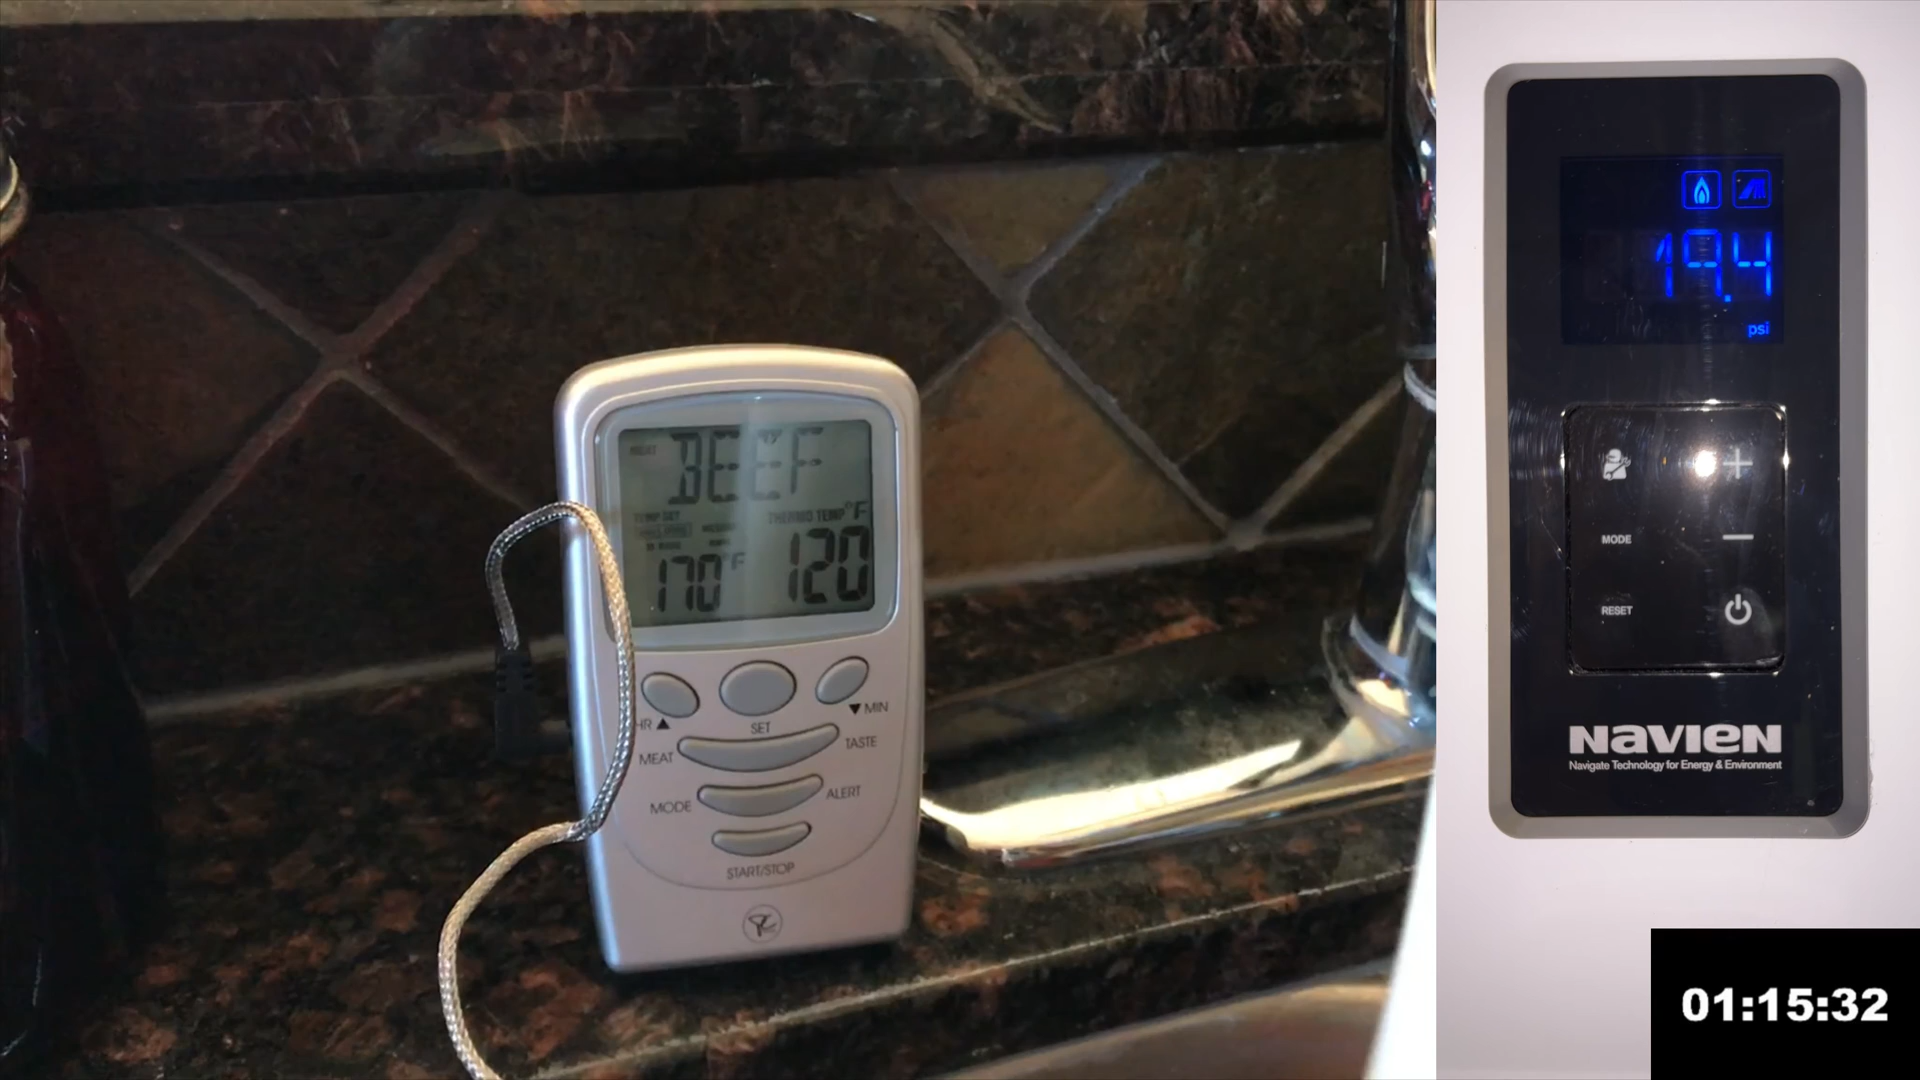 MEAT
BEEF
TEMP SET
THERMO TEMP °F
170 °F
120
HR ▲
SET
▼ MIN
MEAT
TASTE
MODE
ALERT
START/STOP
19.4
psi
+
MODE
−
RESET
NAVIEN
Navigate Technology for Energy & Environment
01:15:32